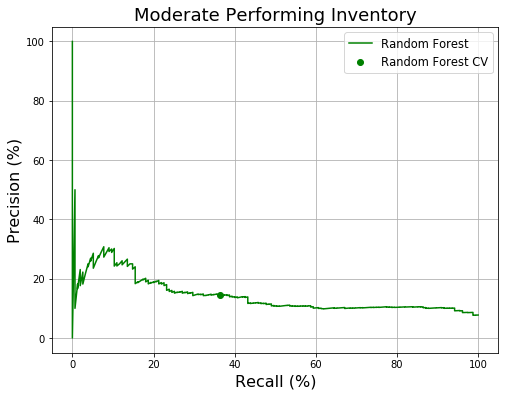 Moderate Performing Inventory
Random Forest
Random Forest CV
Precision (%)
100
80
60
40
20
0
0 20 40 60 80 100
Recall (%)